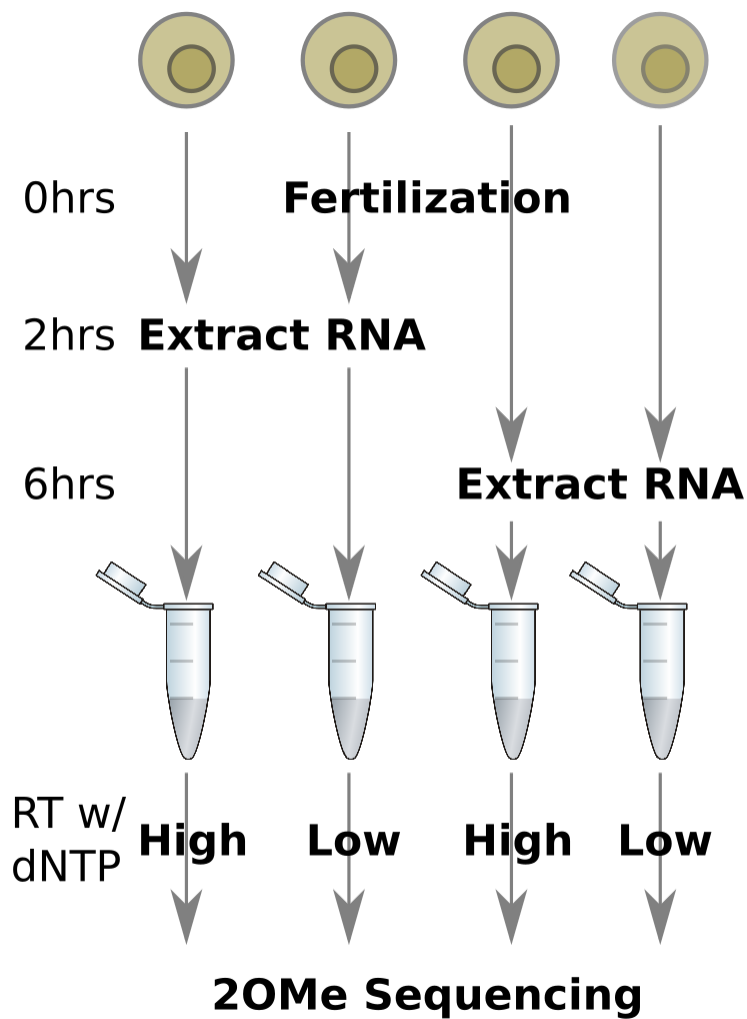 0hrs Fertilization
2hrs Extract RNA
6hrs Extract RNA
RT w/
dNTP High Low High Low
2OMe Sequencing